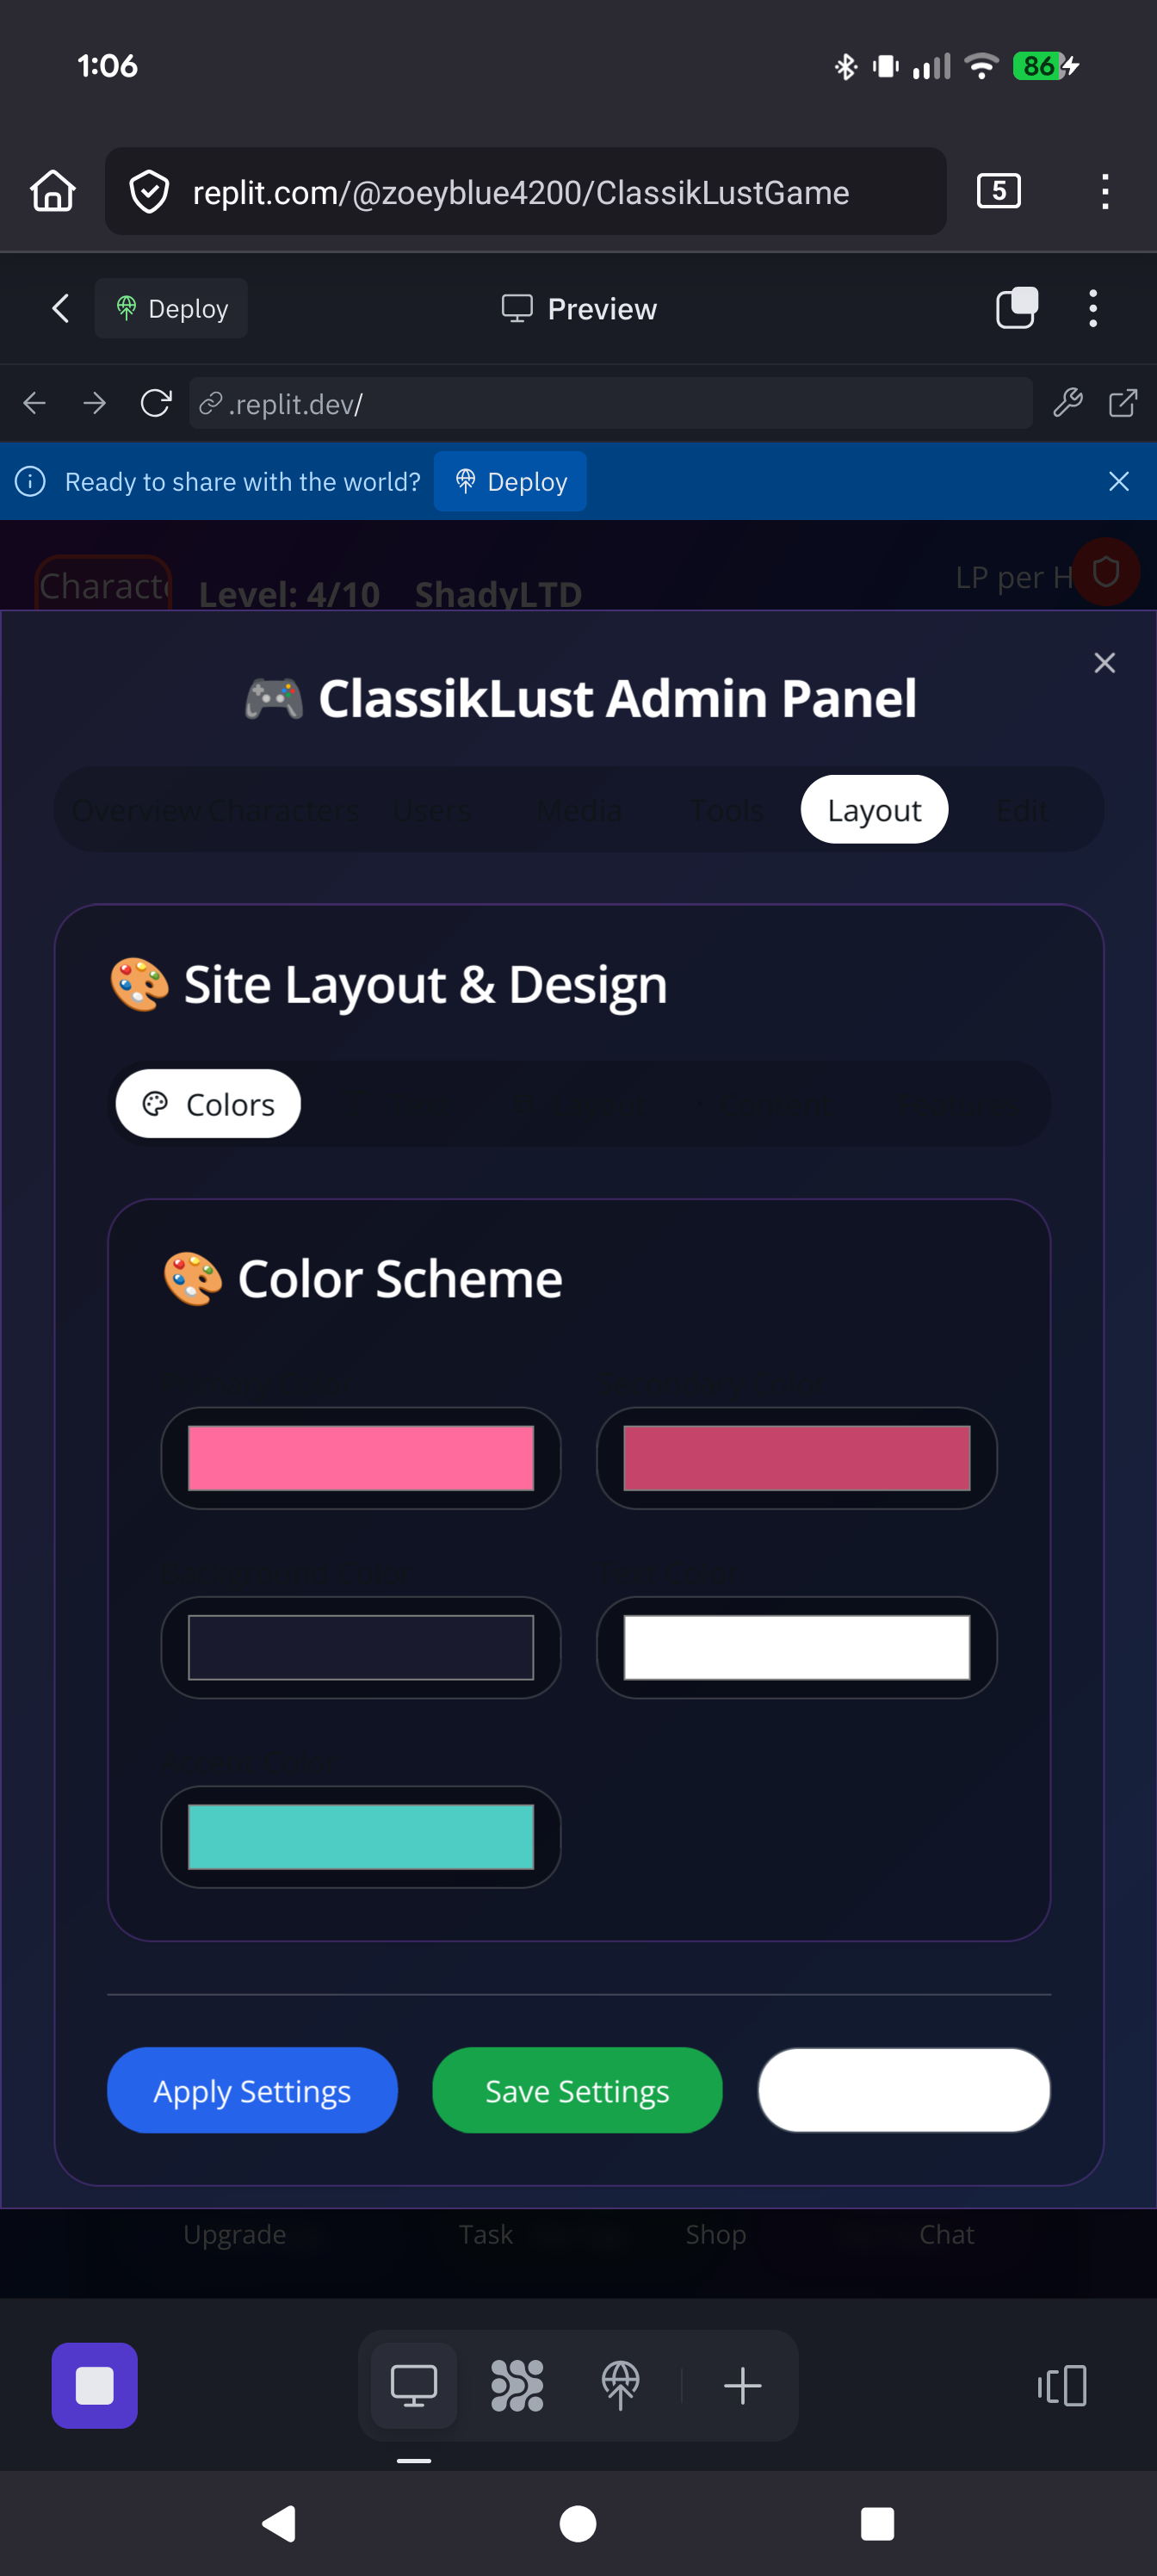 1:06
86
replit.com/@zoeyblue4200/ClassikLustGame
5
Deploy
Preview
.replit.dev/
Ready to share with the world?
Deploy
Characte
Level: 4/10 ShadyLTD
LP per H
ClassikLust Admin Panel
Overview Characters Users Media Tools Layout Edit
Site Layout & Design
Colors
Color Scheme
Apply Settings
Save Settings
Upgrade
Task
Shop
Chat